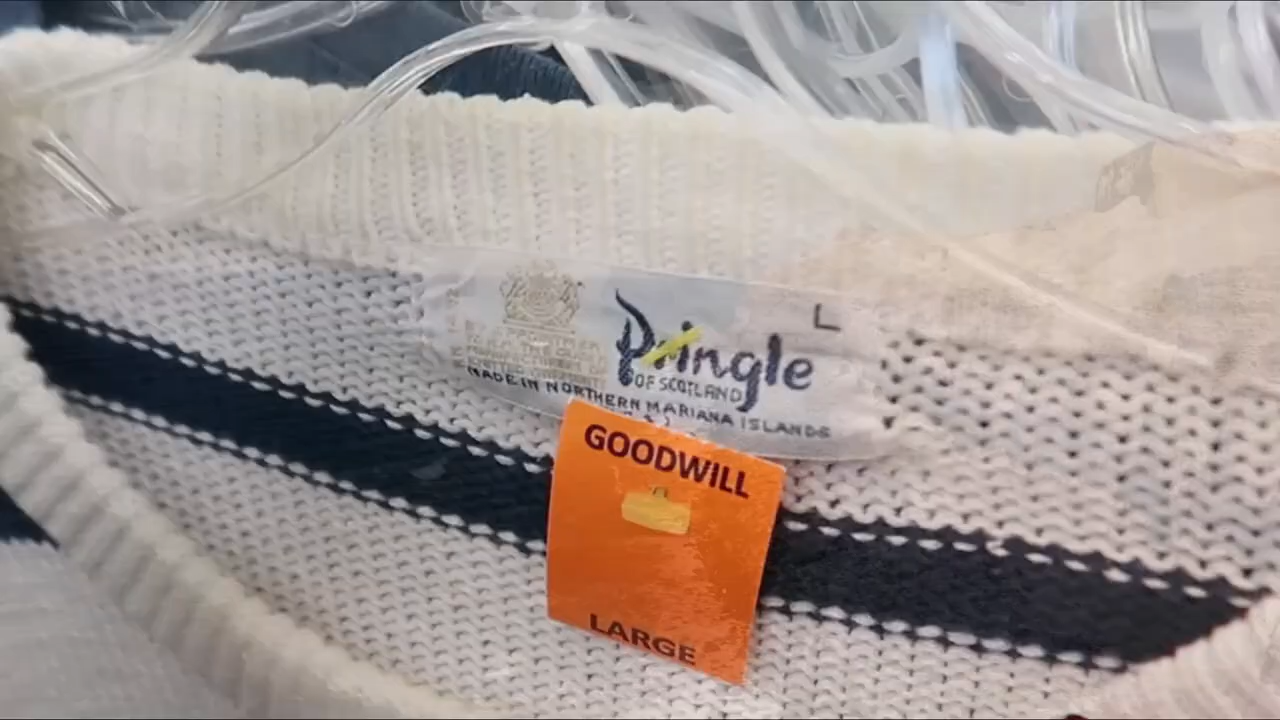 L
Pringle
OF SCOTLAND
MADE IN NORTHERN MARIANA ISLANDS
GOODWILL
LARGE